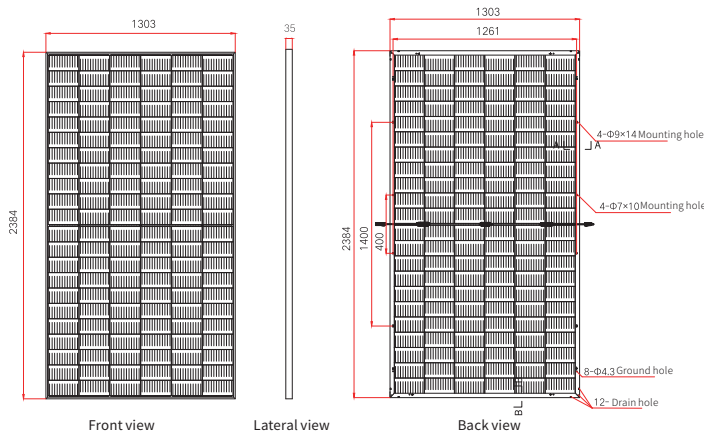 1303
35
1303
1261
2384
2384
1400
400
4-Φ9×14 Mounting hole
A
A
4-Φ7×10 Mounting hole
8-Φ4.3 Ground hole
12- Drain hole
B
Front view
Lateral view
Back view